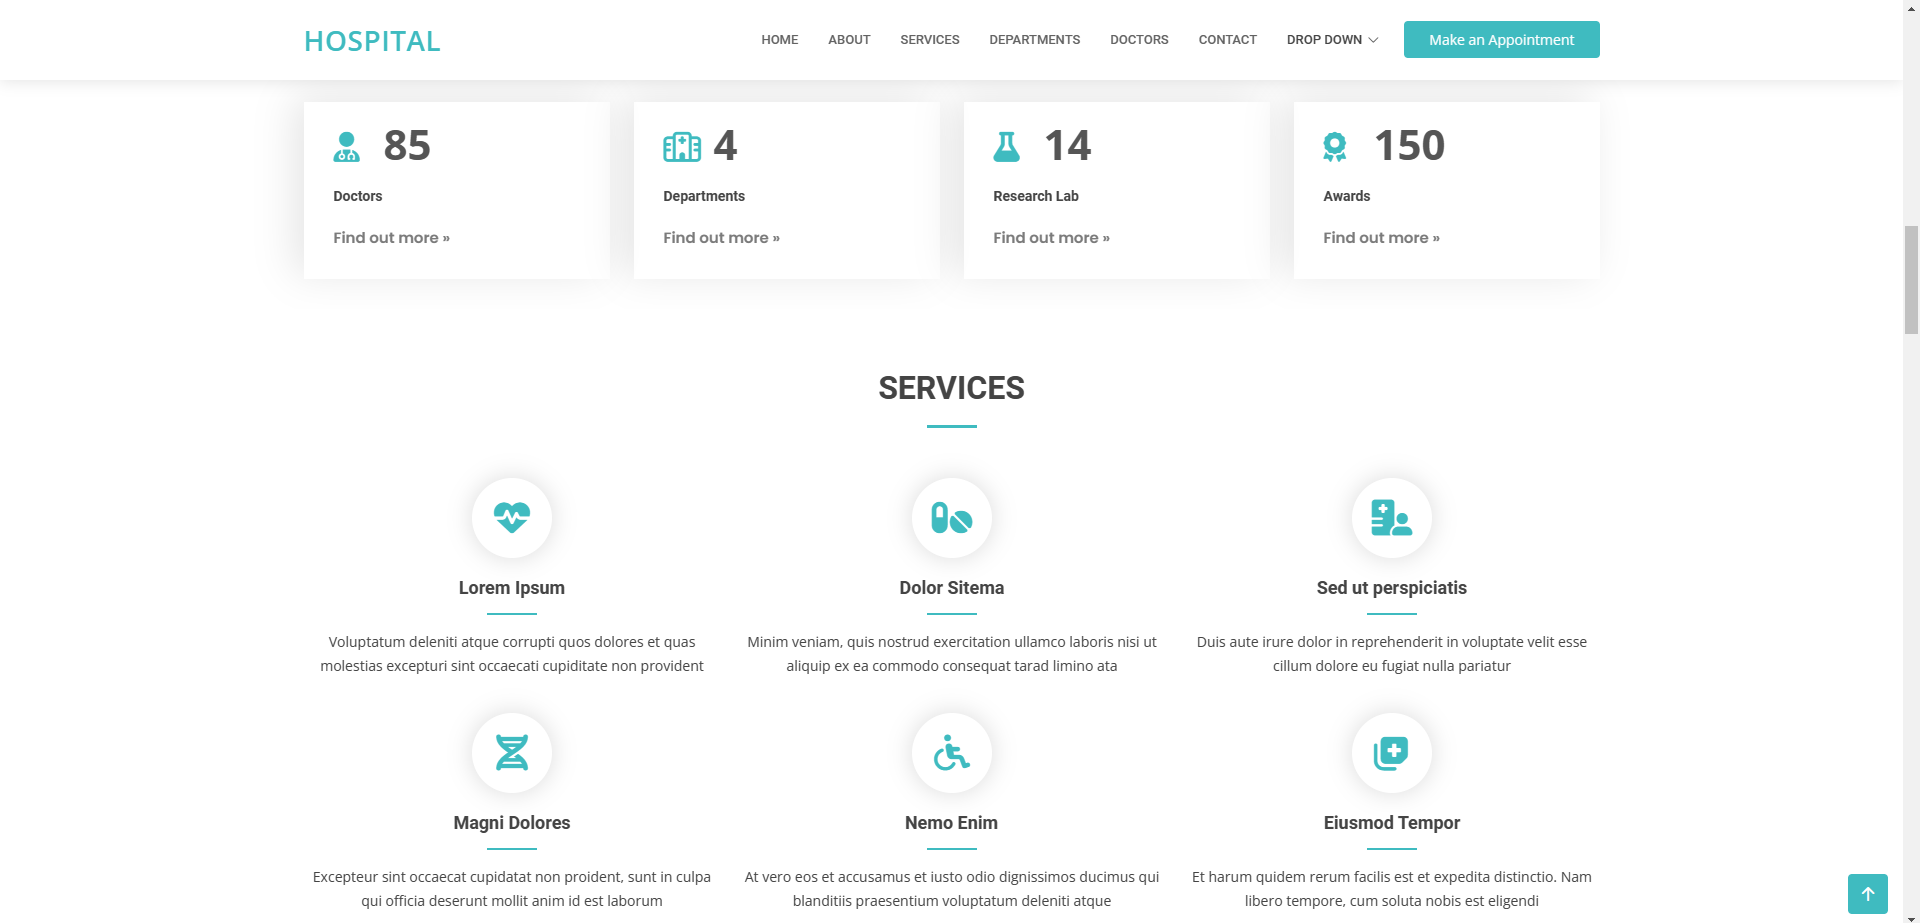 HOSPITAL
HOME ABOUT SERVICES DEPARTMENTS DOCTORS CONTACT DROP DOWN Make an Appointment
85 4 14 150
Doctors Departments Research Lab Awards
Find out more » Find out more » Find out more » Find out more »
SERVICES
Lorem Ipsum
Voluptatum deleniti atque corrupti quos dolores et quas
molestias excepturi sint occaecati cupiditate non provident
Dolor Sitema
Minim veniam, quis nostrud exercitation ullamco laboris nisi ut
aliquip ex ea commodo consequat tarad limino ata
Sed ut perspiciatis
Duis aute irure dolor in reprehenderit in voluptate velit esse
cillum dolore eu fugiat nulla pariatur
Magni Dolores
Excepteur sint occaecat cupidatat non proident, sunt in culpa
qui officia deserunt mollit anim id est laborum
Nemo Enim
At vero eos et accusamus et iusto odio dignissimos ducimus qui
blanditiis praesentium voluptatum deleniti atque
Eiusmod Tempor
Et harum quidem rerum facilis est et expedita distinctio. Nam
libero tempore, cum soluta nobis est eligendi